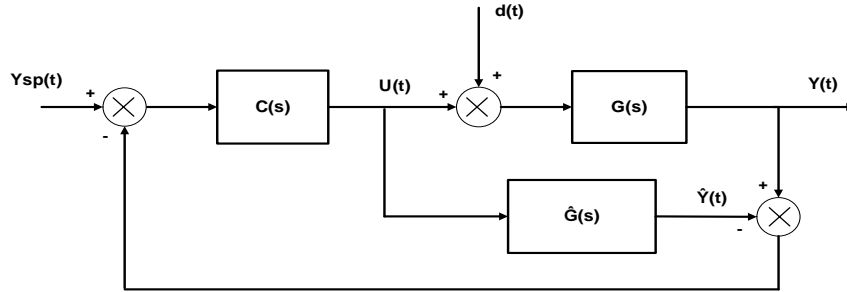 d(t)
Ysp(t)
+
-
C(s)
U(t)
+
+
G(s)
Y(t)
Ĝ(s)
Ŷ(t)
+
-